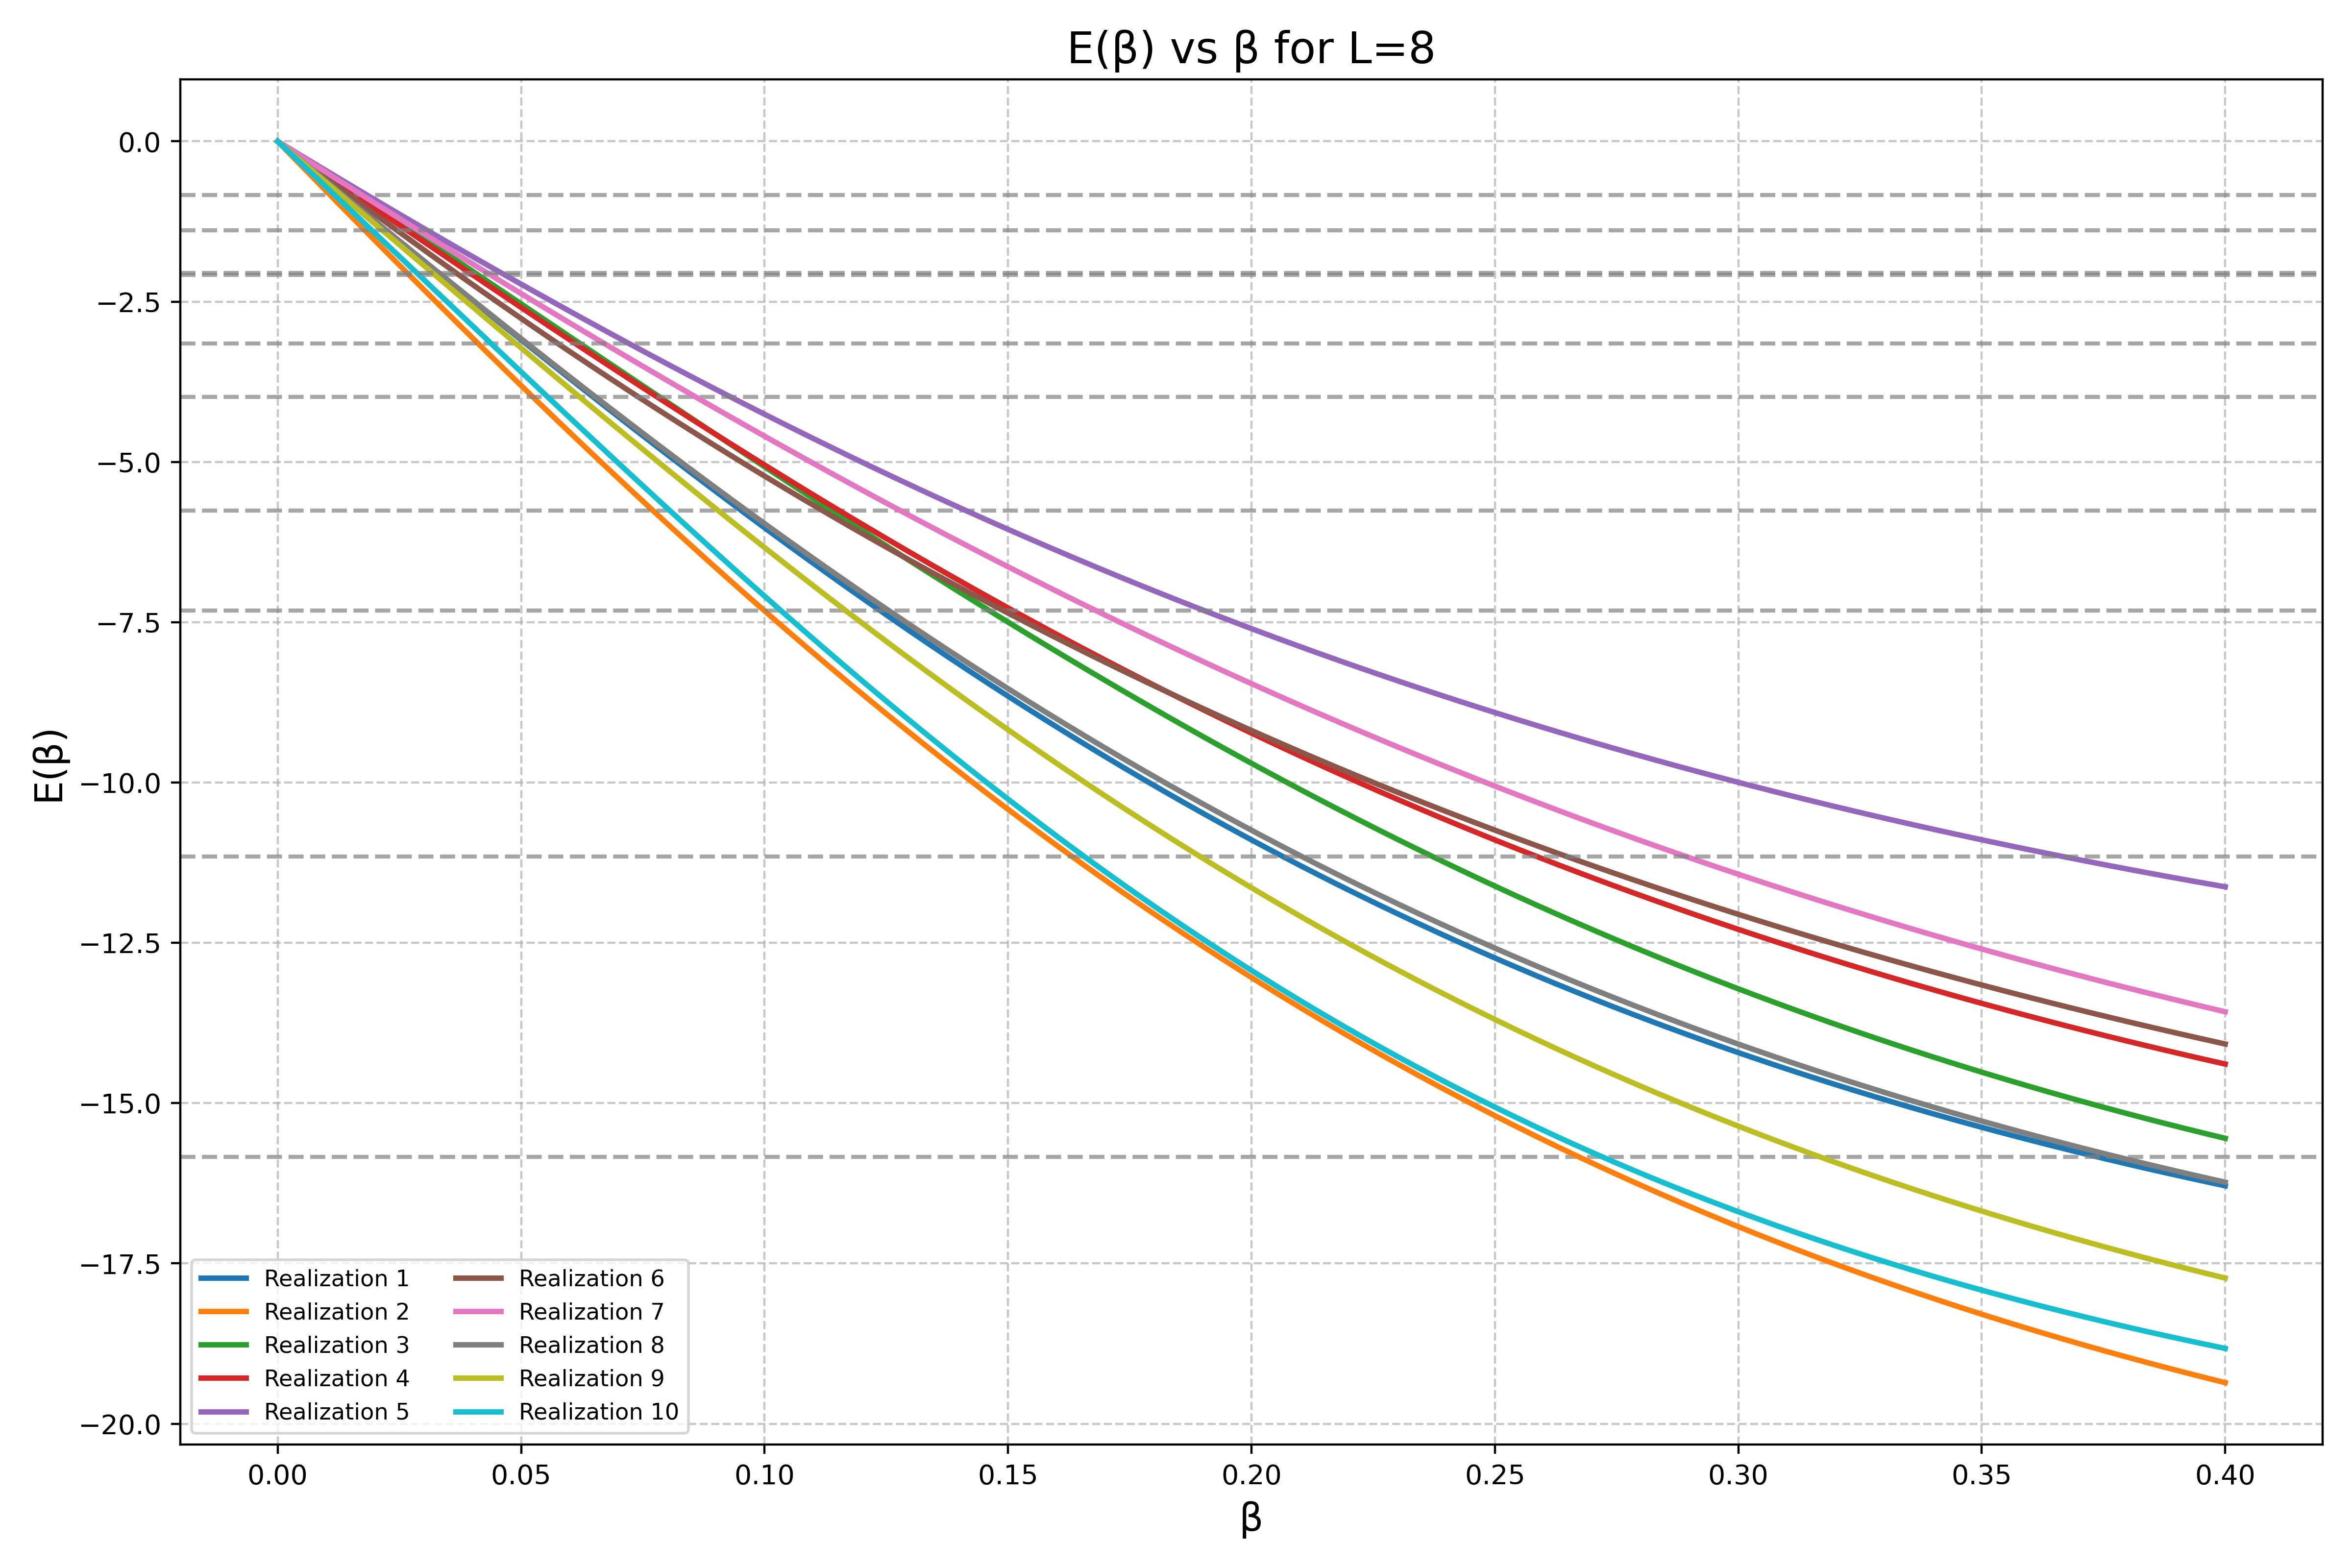 E(β) vs β for L=8
E(β)
0.0
−2.5
−5.0
−7.5
−10.0
−12.5
−15.0
−17.5
−20.0
Realization 1
Realization 2
Realization 3
Realization 4
Realization 5
Realization 6
Realization 7
Realization 8
Realization 9
Realization 10
0.00 0.05 0.10 0.15 0.20 0.25 0.30 0.35 0.40
β